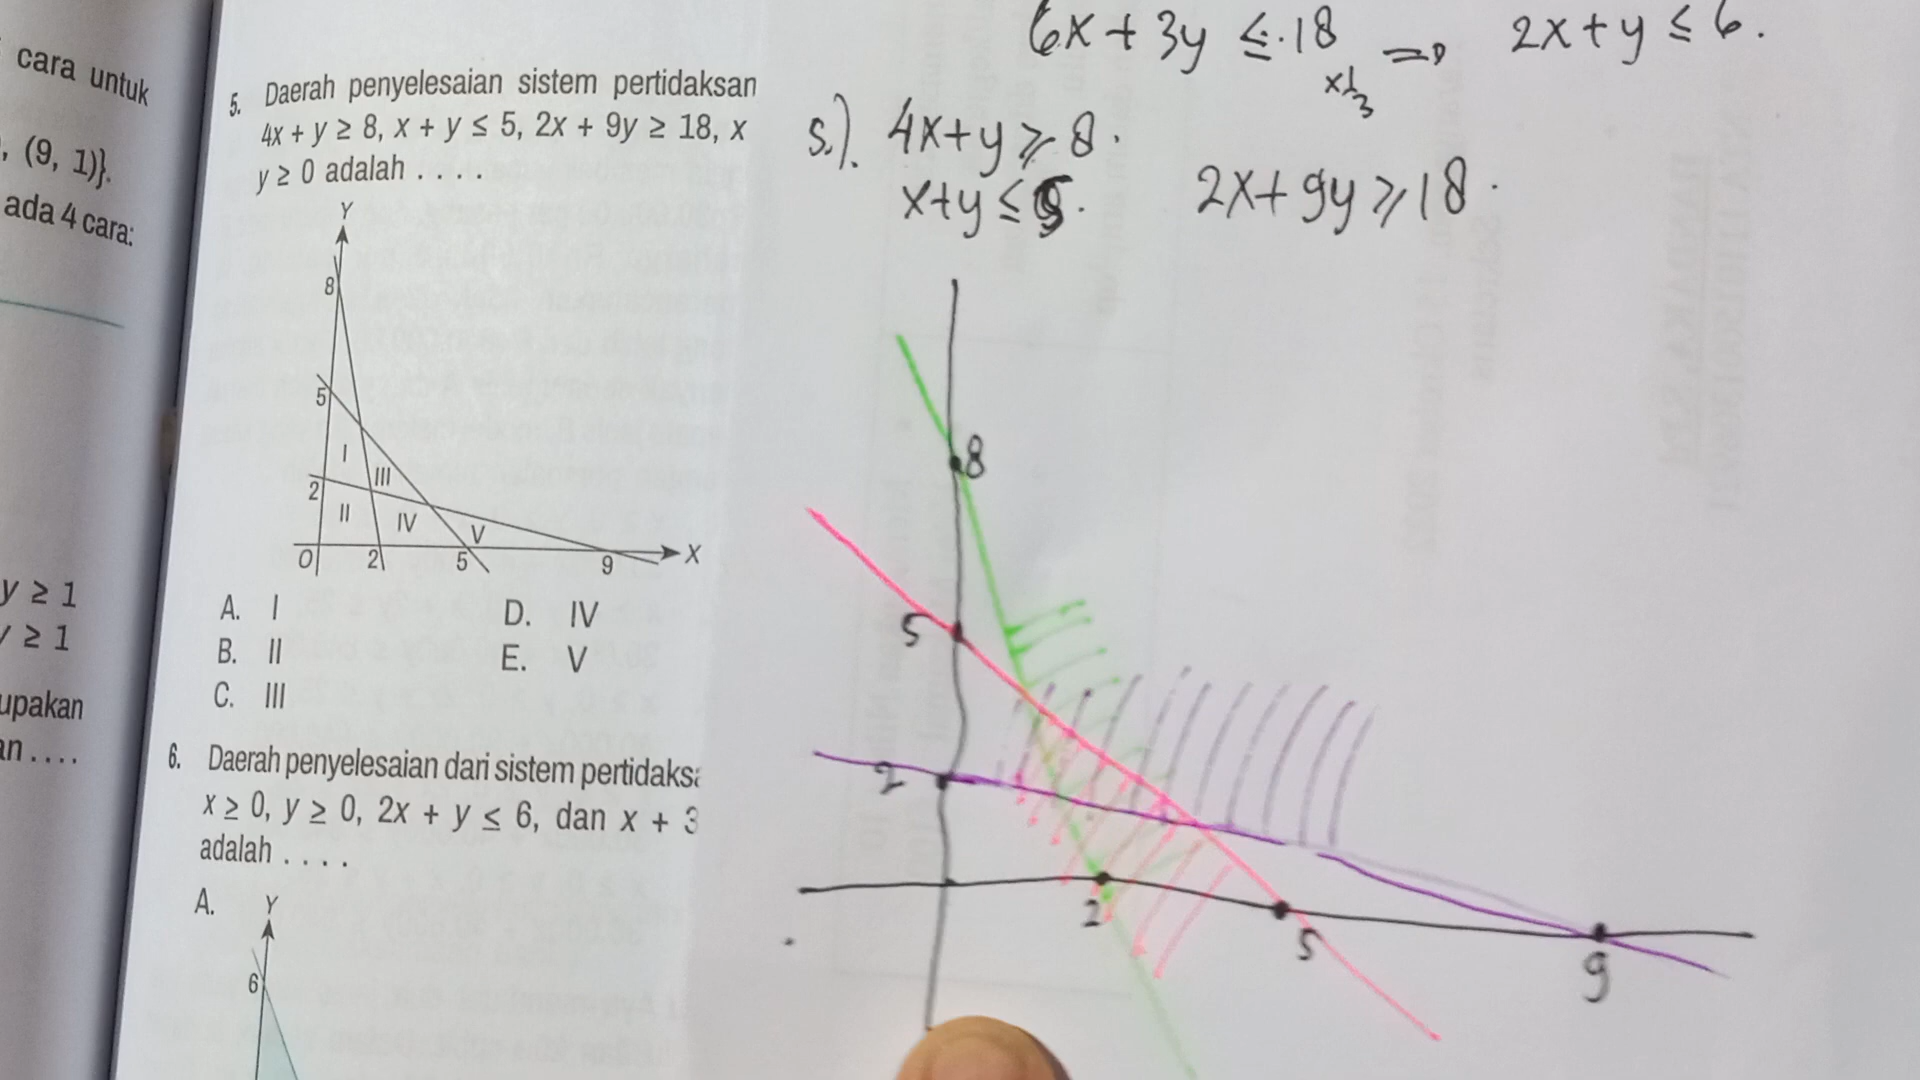 cara untuk
, (9, 1)}.
ada 4 cara:
y ≥ 1
y ≥ 1
upakan
an . . . .
5. Daerah penyelesaian sistem pertidaksan
4x + y ≥ 8, x + y ≤ 5, 2x + 9y ≥ 18, x
y ≥ 0 adalah . . . .
Y
8
5
I
III
2
II
IV
V
O
2
5
9
X
A. I
B. II
C. III
D. IV
E. V
6. Daerah penyelesaian dari sistem pertidaksa
x ≥ 0, y ≥ 0, 2x + y ≤ 6, dan x + 3
adalah . . . .
A.
Y
6
6x + 3y ≤ 18 ⇒ 2x + y ≤ 6.
x 1/3
5.). 4x+y ≥ 8.
x+y ≤ 5. 2x+9y ≥ 18.
8
5
2
2
5
9